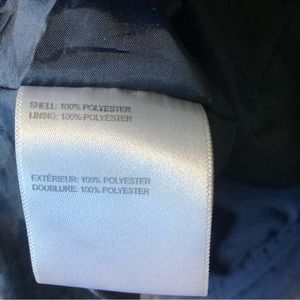 SHELL: 100% POLYESTER
LINING: 100% POLYESTER
EXTÉRIEUR: 100% POLYESTER
DOUBLURE: 100% POLYESTER